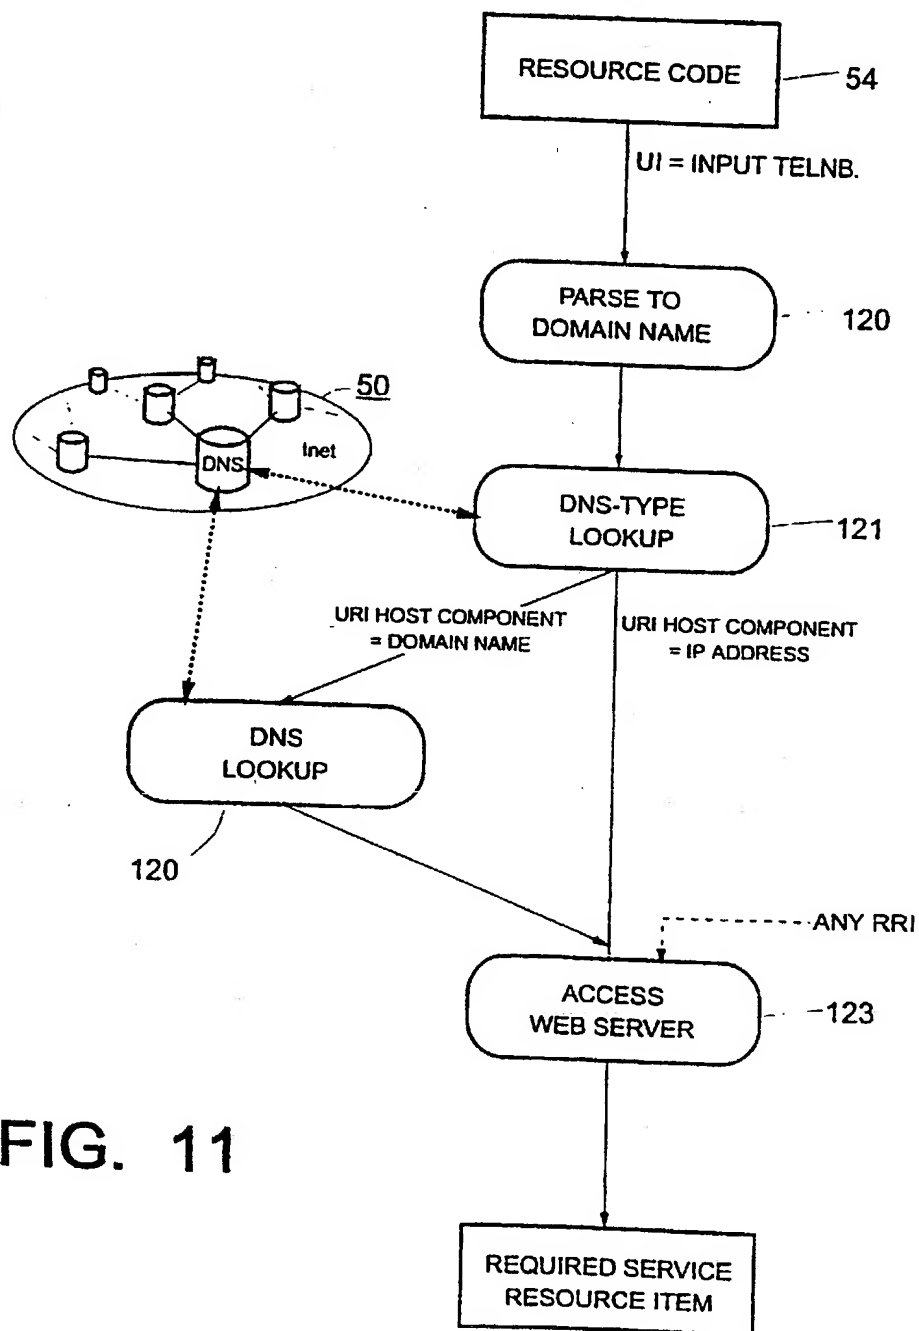 RESOURCE CODE
54
UI = INPUT TELNB.
PARSE TO
DOMAIN NAME
120
50
Inet
DNS
DNS-TYPE
LOOKUP
121
URI HOST COMPONENT
= DOMAIN NAME
URI HOST COMPONENT
= IP ADDRESS
DNS
LOOKUP
120
ANY RRI
ACCESS
WEB SERVER
123
FIG. 11
REQUIRED SERVICE
RESOURCE ITEM